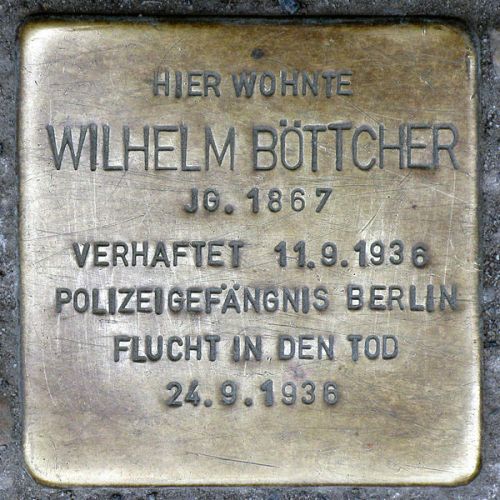 HIER WOHNTE
WILHELM BÖTTCHER
JG. 1867
VERHAFTET 11.9.1936
POLIZEIGEFÄNGNIS BERLIN
FLUCHT IN DEN TOD
24.9.1936